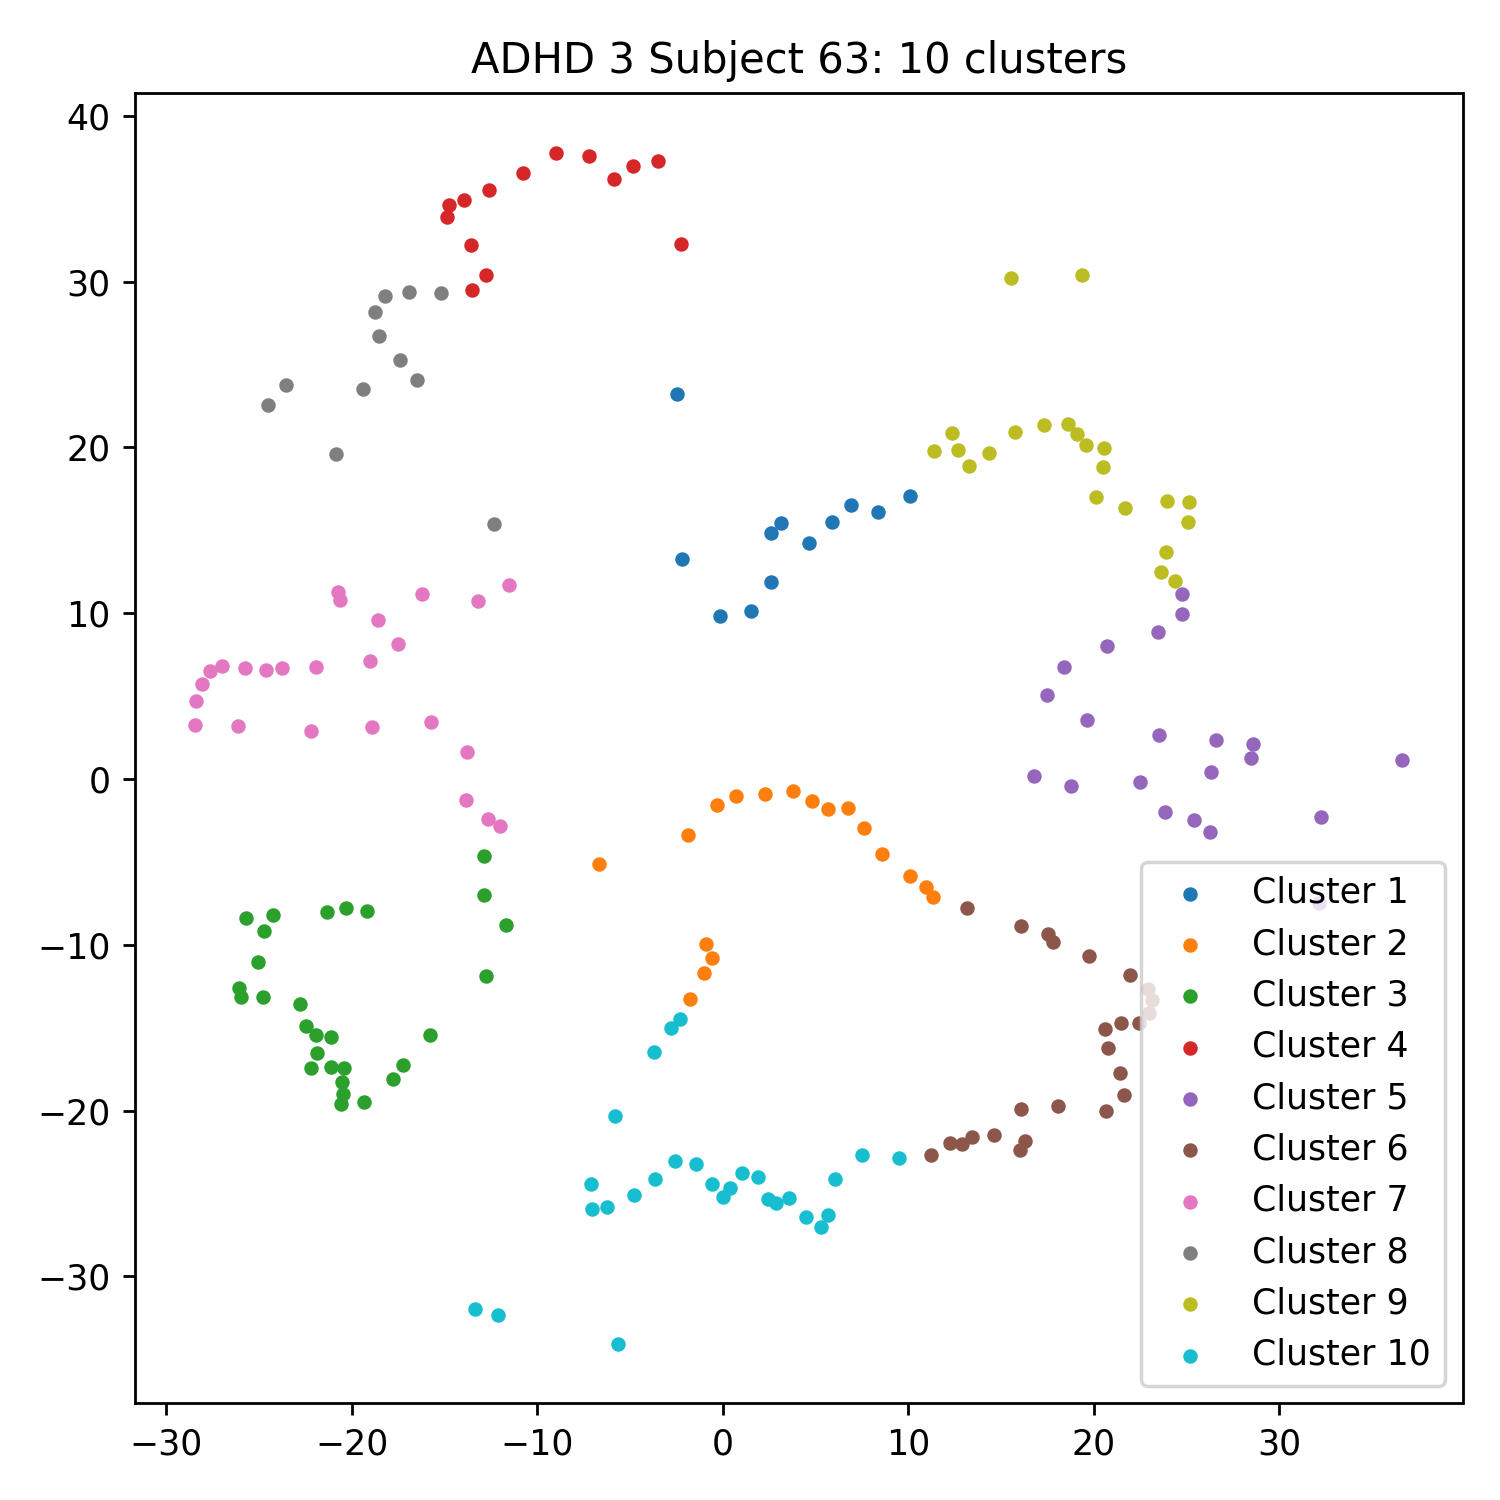 ADHD 3 Subject 63: 10 clusters
40
30
20
10
0
−10
−20
−30
−30
−20
−10
0
10
20
30
Cluster 1
Cluster 2
Cluster 3
Cluster 4
Cluster 5
Cluster 6
Cluster 7
Cluster 8
Cluster 9
Cluster 10